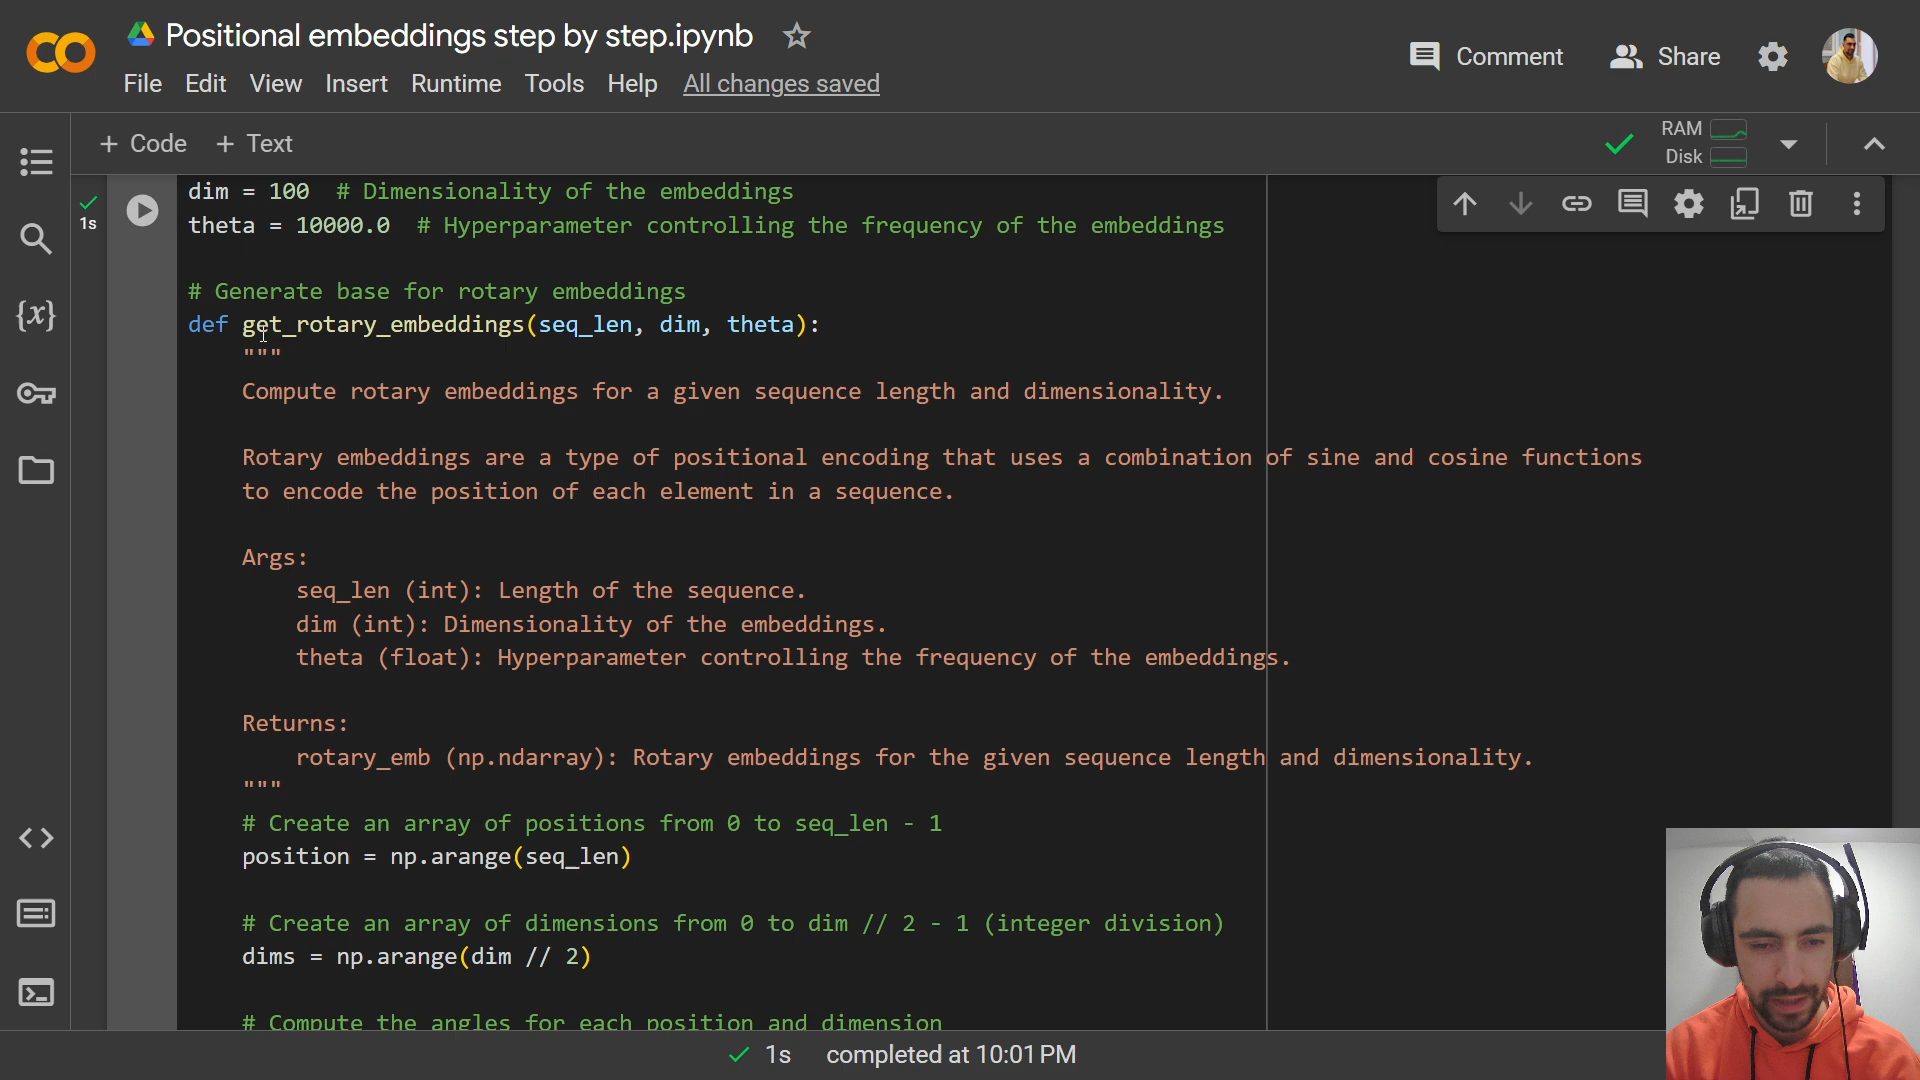 Positional embeddings step by step.ipynb
File Edit View Insert Runtime Tools Help All changes saved
Comment Share
+ Code + Text
RAM
Disk
1s
dim = 100 # Dimensionality of the embeddings
theta = 10000.0 # Hyperparameter controlling the frequency of the embeddings
# Generate base for rotary embeddings
def get_rotary_embeddings(seq_len, dim, theta):
"""
Compute rotary embeddings for a given sequence length and dimensionality.
Rotary embeddings are a type of positional encoding that uses a combination of sine and cosine functions
to encode the position of each element in a sequence.
Args:
seq_len (int): Length of the sequence.
dim (int): Dimensionality of the embeddings.
theta (float): Hyperparameter controlling the frequency of the embeddings.
Returns:
rotary_emb (np.ndarray): Rotary embeddings for the given sequence length and dimensionality.
"""
# Create an array of positions from 0 to seq_len - 1
position = np.arange(seq_len)
# Create an array of dimensions from 0 to dim // 2 - 1 (integer division)
dims = np.arange(dim // 2)
# Compute the angles for each position and dimension
1s completed at 10:01 PM